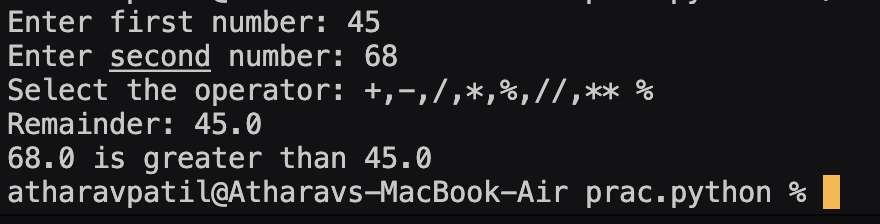 Enter first number: 45
Enter second number: 68
Select the operator: +,-,/,*,%,//,** %
Remainder: 45.0
68.0 is greater than 45.0
atharavpatil@Atharavs-MacBook-Air prac.python %